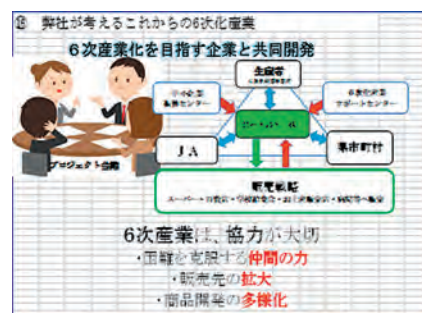 ⑮ 弊社が考えるこれからの6次化産業
6次産業化を目指す企業と共同開発
生産者
中小企業
振興センター
6次化産業
サポートセンター
JA
県市町村
プロジェクト会議
販売戦略
6次産業は、協力が大切
・困難を克服する仲間の力
・販売先の拡大
・商品開発の多様化